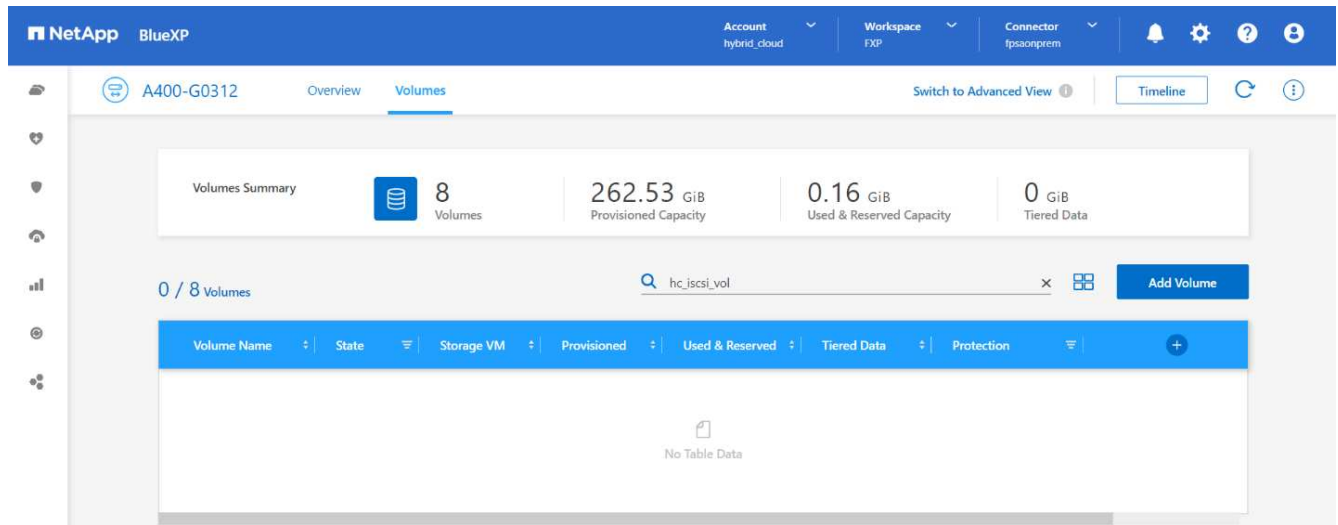 NetApp BlueXP
Account
hybrid_cloud
Workspace
FXP
Connector
fpsaonprem
A400-G0312
Overview
Volumes
Switch to Advanced View
Timeline
Volumes Summary
8
Volumes
262.53 GiB
Provisioned Capacity
0.16 GiB
Used & Reserved Capacity
0 GiB
Tiered Data
0 / 8 Volumes
hc_iscsi_vol
Add Volume
Volume Name State Storage VM Provisioned Used & Reserved Tiered Data Protection
No Table Data